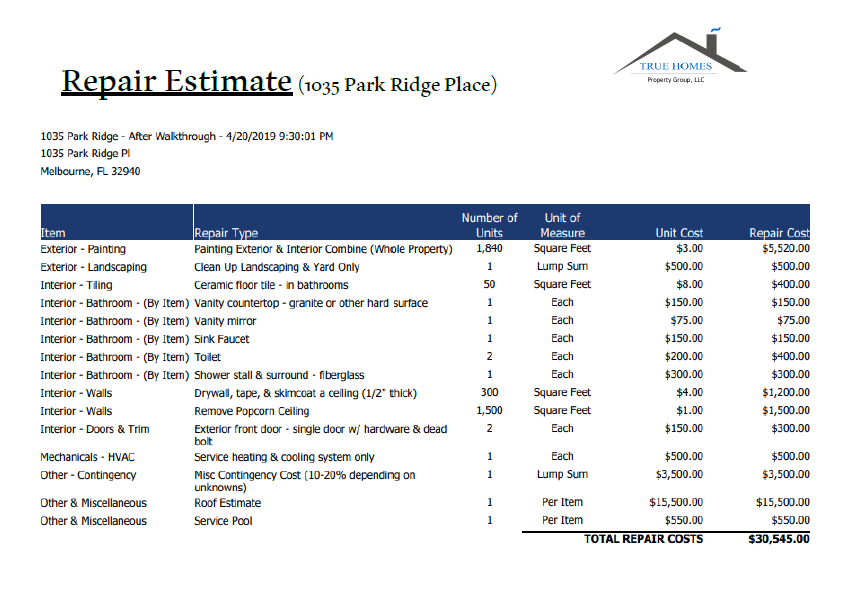 TRUE HOMES
Property Group, LLC
Repair Estimate (1035 Park Ridge Place)
1035 Park Ridge - After Walkthrough - 4/20/2019 9:30:01 PM
1035 Park Ridge Pl
Melbourne, FL 32940
Item Repair Type Number of Units Unit of Measure Unit Cost Repair Cost
Exterior - Painting Painting Exterior & Interior Combine (Whole Property) 1,840 Square Feet $3.00 $5,520.00
Exterior - Landscaping Clean Up Landscaping & Yard Only 1 Lump Sum $500.00 $500.00
Interior - Tiling Ceramic floor tile - in bathrooms 50 Square Feet $8.00 $400.00
Interior - Bathroom - (By Item) Vanity countertop - granite or other hard surface 1 Each $150.00 $150.00
Interior - Bathroom - (By Item) Vanity mirror 1 Each $75.00 $75.00
Interior - Bathroom - (By Item) Sink Faucet 1 Each $150.00 $150.00
Interior - Bathroom - (By Item) Toilet 2 Each $200.00 $400.00
Interior - Bathroom - (By Item) Shower stall & surround - fiberglass 1 Each $300.00 $300.00
Interior - Walls Drywall, tape, & skimcoat a ceiling (1/2" thick) 300 Square Feet $4.00 $1,200.00
Interior - Walls Remove Popcorn Ceiling 1,500 Square Feet $1.00 $1,500.00
Interior - Doors & Trim Exterior front door - single door w/ hardware & dead 2 Each $150.00 $300.00
bolt
Mechanicals - HVAC Service heating & cooling system only 1 Each $500.00 $500.00
Other - Contingency Misc Contingency Cost (10-20% depending on 1 Lump Sum $3,500.00 $3,500.00
unknowns)
Other & Miscellaneous Roof Estimate 1 Per Item $15,500.00 $15,500.00
Other & Miscellaneous Service Pool 1 Per Item $550.00 $550.00
TOTAL REPAIR COSTS $30,545.00